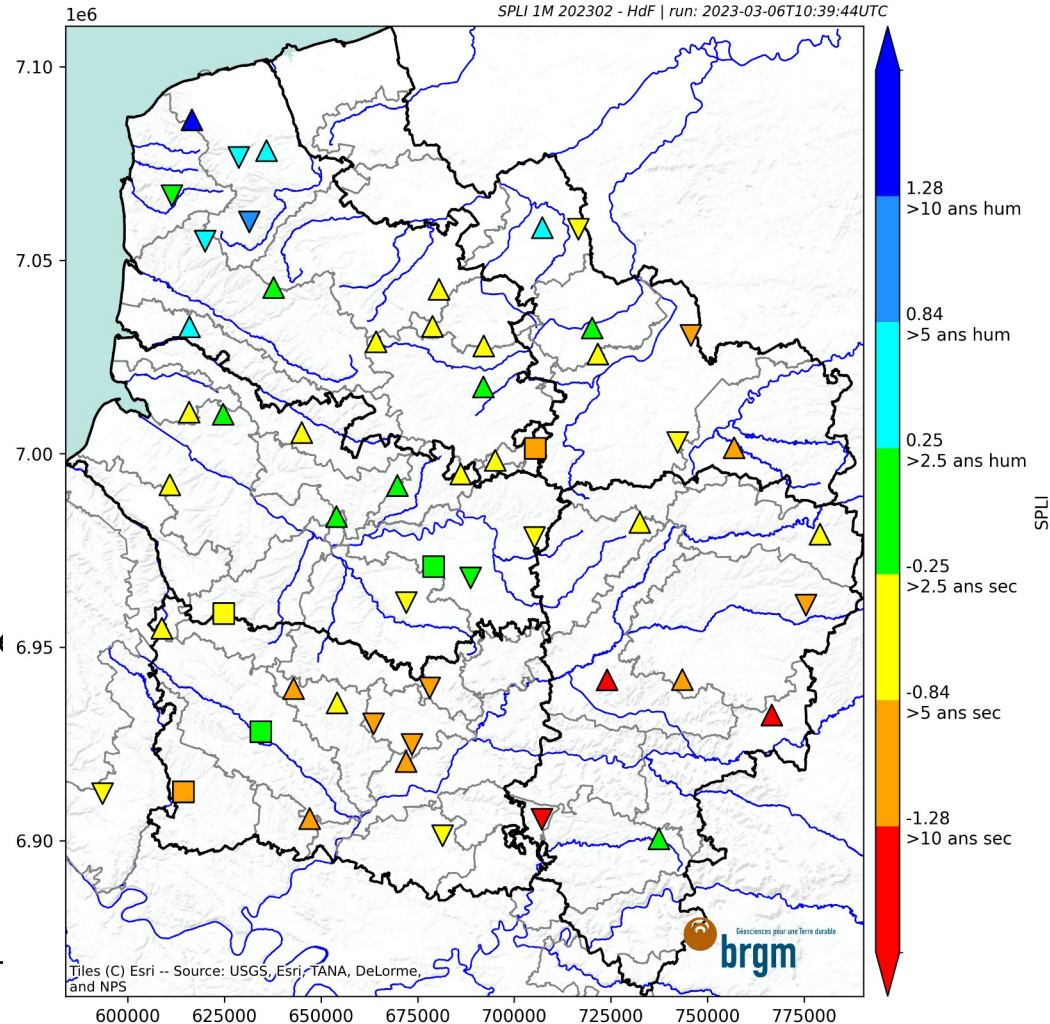 1e6
SPLI 1M 202302 - HdF | run: 2023-03-06T10:39:44UTC
7.10
7.05
7.00
6.95
6.90
600000 625000 650000 675000 700000 725000 750000 775000
1.28
>10 ans hum
0.84
>5 ans hum
0.25
>2.5 ans hum
-0.25
>2.5 ans sec
-0.84
>5 ans sec
-1.28
>10 ans sec
SPLI
Géosciences pour une Terre durable
brgm
Tiles (C) Esri -- Source: USGS, Esri, TANA, DeLorme,
and NPS